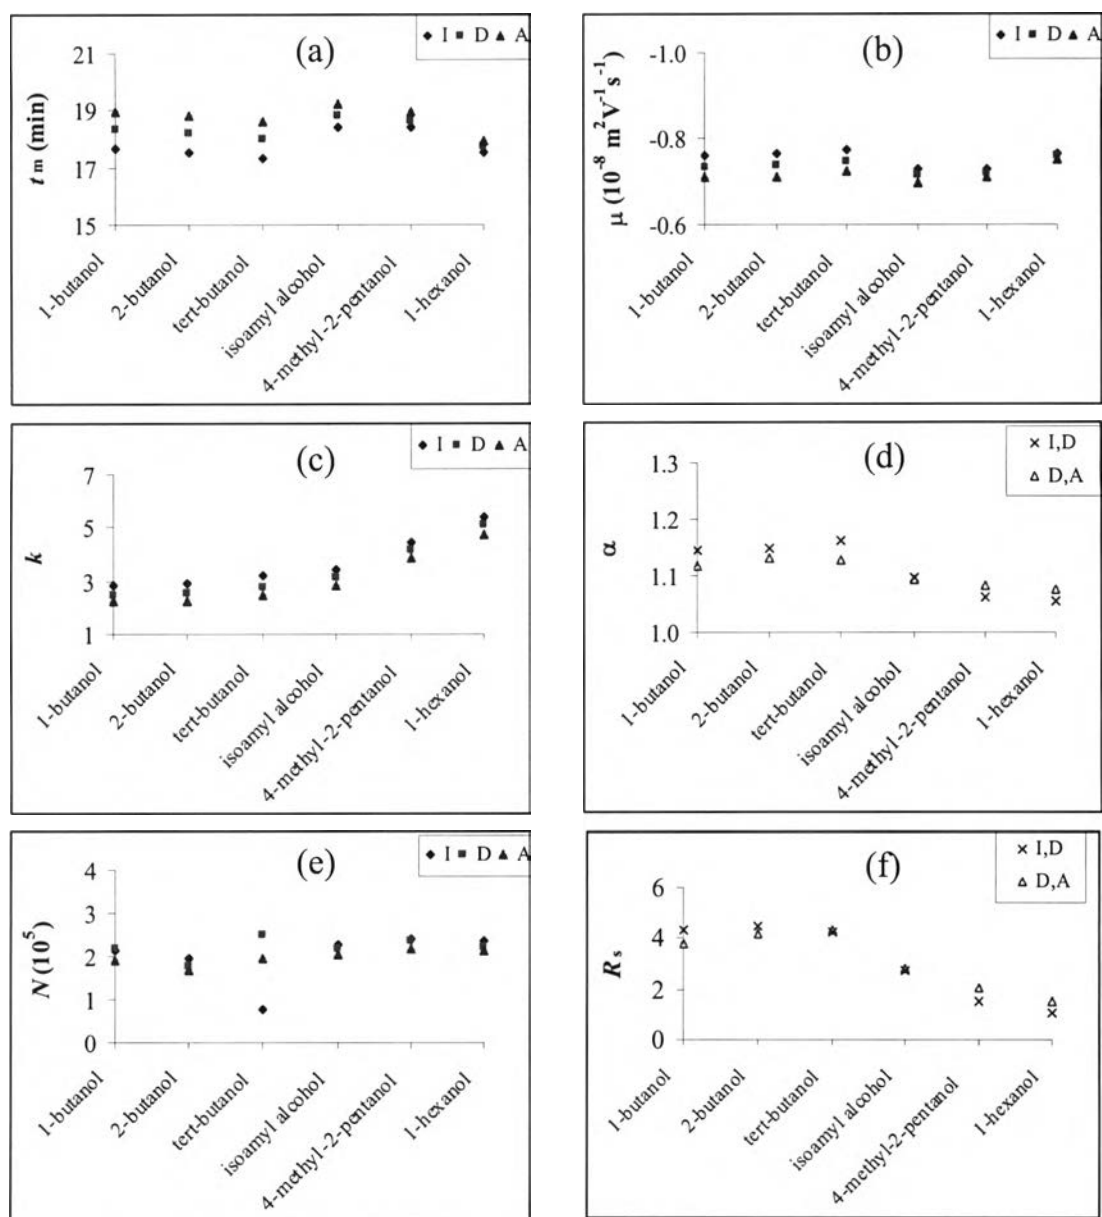 (a)
◆ I ■ D ▲ A
t m (min)
21
19
17
15
1-butanol
2-butanol
tert-butanol
isoamyl alcohol
4-methyl-2-pentanol
1-hexanol
(b)
◆ I ■ D ▲ A
μ (10⁻⁸ m²V⁻¹s⁻¹)
-1.0
-0.8
-0.6
1-butanol
2-butanol
tert-butanol
isoamyl alcohol
4-methyl-2-pentanol
1-hexanol
(c)
◆ I ■ D ▲ A
k
7
5
3
1
1-butanol
2-butanol
tert-butanol
isoamyl alcohol
4-methyl-2-pentanol
1-hexanol
(d)
× I,D
△ D,A
α
1.3
1.2
1.1
1.0
1-butanol
2-butanol
tert-butanol
isoamyl alcohol
4-methyl-2-pentanol
1-hexanol
(e)
◆ I ■ D ▲ A
N (10⁵)
4
3
2
1
0
1-butanol
2-butanol
tert-butanol
isoamyl alcohol
4-methyl-2-pentanol
1-hexanol
(f)
× I,D
△ D,A
R s
6
4
2
0
1-butanol
2-butanol
tert-butanol
isoamyl alcohol
4-methyl-2-pentanol
1-hexanol